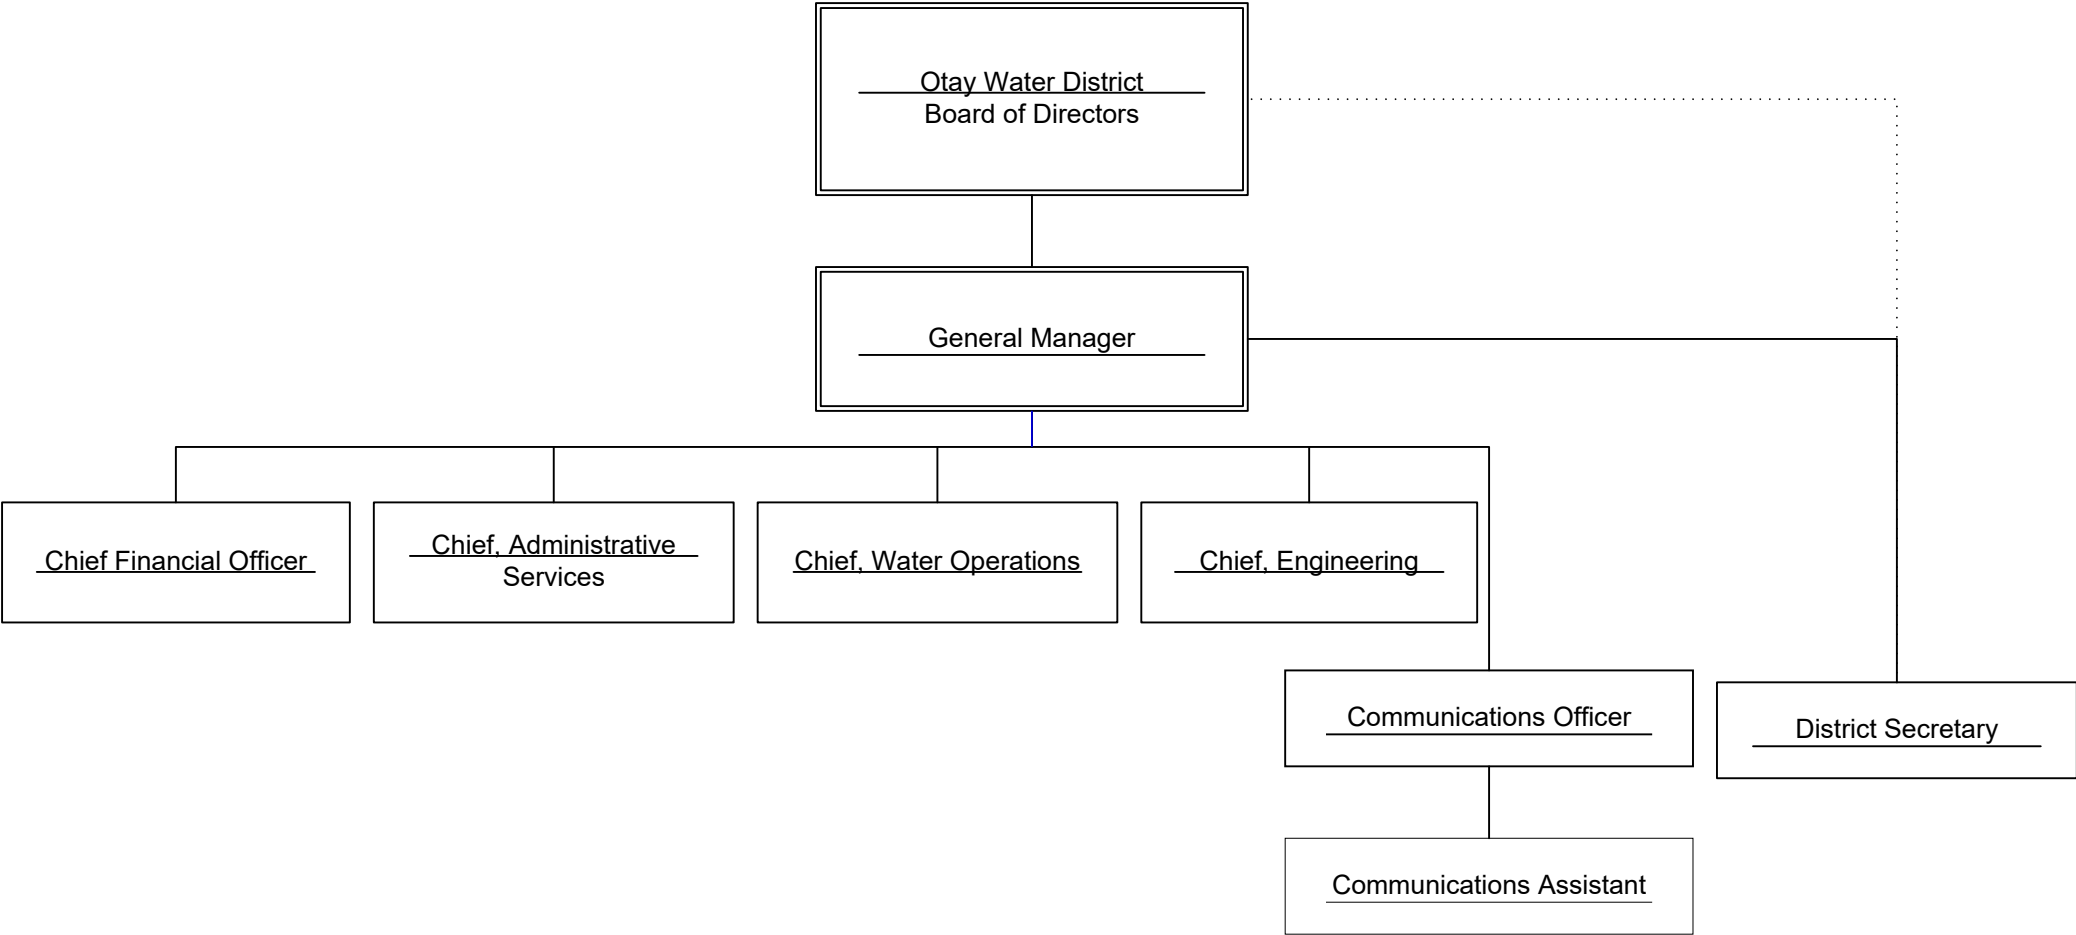 Otay Water District
Board of Directors
General Manager
Chief Financial Officer
Chief, Administrative
Services
Chief, Water Operations
Chief, Engineering
Communications Officer
District Secretary
Communications Assistant